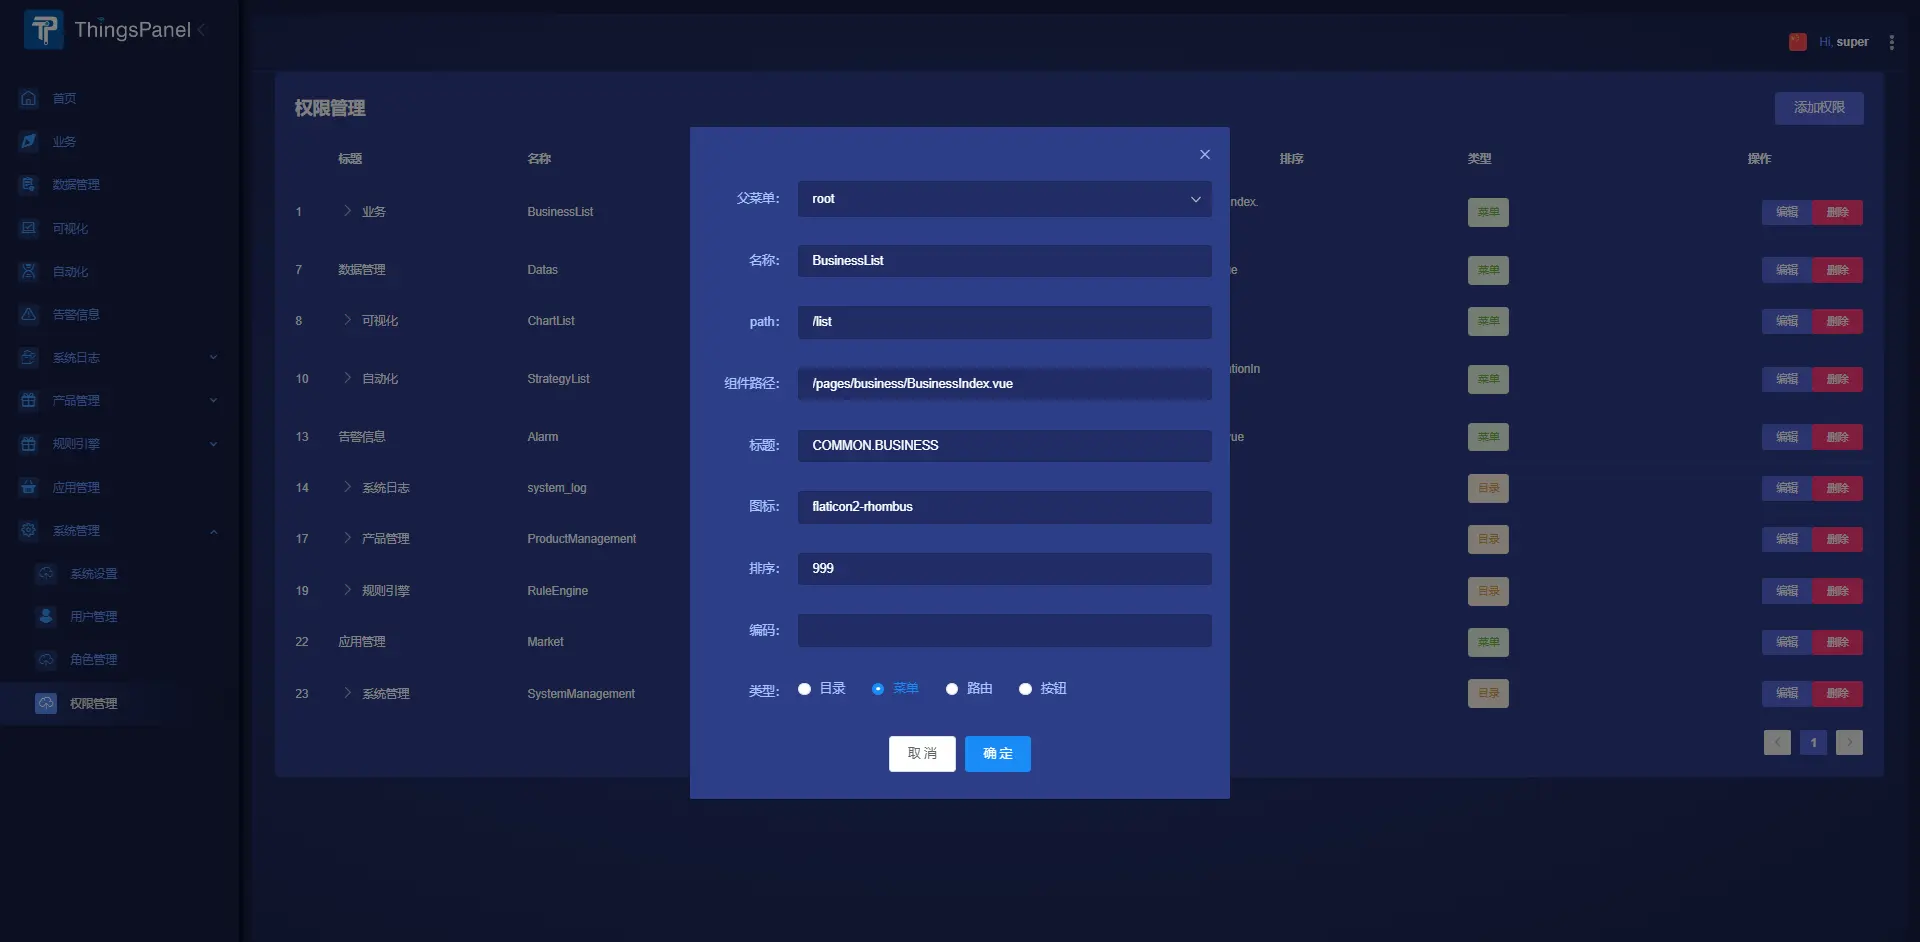 ThingsPanel
Hi, super
首页
业务
数据管理
可视化
自动化
告警信息
系统日志
产品管理
规则引擎
应用管理
系统管理
系统设置
用户管理
角色管理
权限管理
权限管理
添加权限
标题 名称 排序 类型 操作
1 业务 BusinessList ndex. 菜单 编辑 删除
7 数据管理 Datas e 菜单 编辑 删除
8 可视化 ChartList 菜单 编辑 删除
10 自动化 StrategyList tionIn 菜单 编辑 删除
13 告警信息 Alarm ue 菜单 编辑 删除
14 系统日志 system_log 目录 编辑 删除
17 产品管理 ProductManagement 目录 编辑 删除
19 规则引擎 RuleEngine 目录 编辑 删除
22 应用管理 Market 菜单 编辑 删除
23 系统管理 SystemManagement 目录 编辑 删除
1
父菜单: root
名称: BusinessList
path: /list
组件路径: /pages/business/BusinessIndex.vue
标题: COMMON.BUSINESS
图标: flaticon2-rhombus
排序: 999
编码:
类型: 目录 菜单 路由 按钮
取消 确定